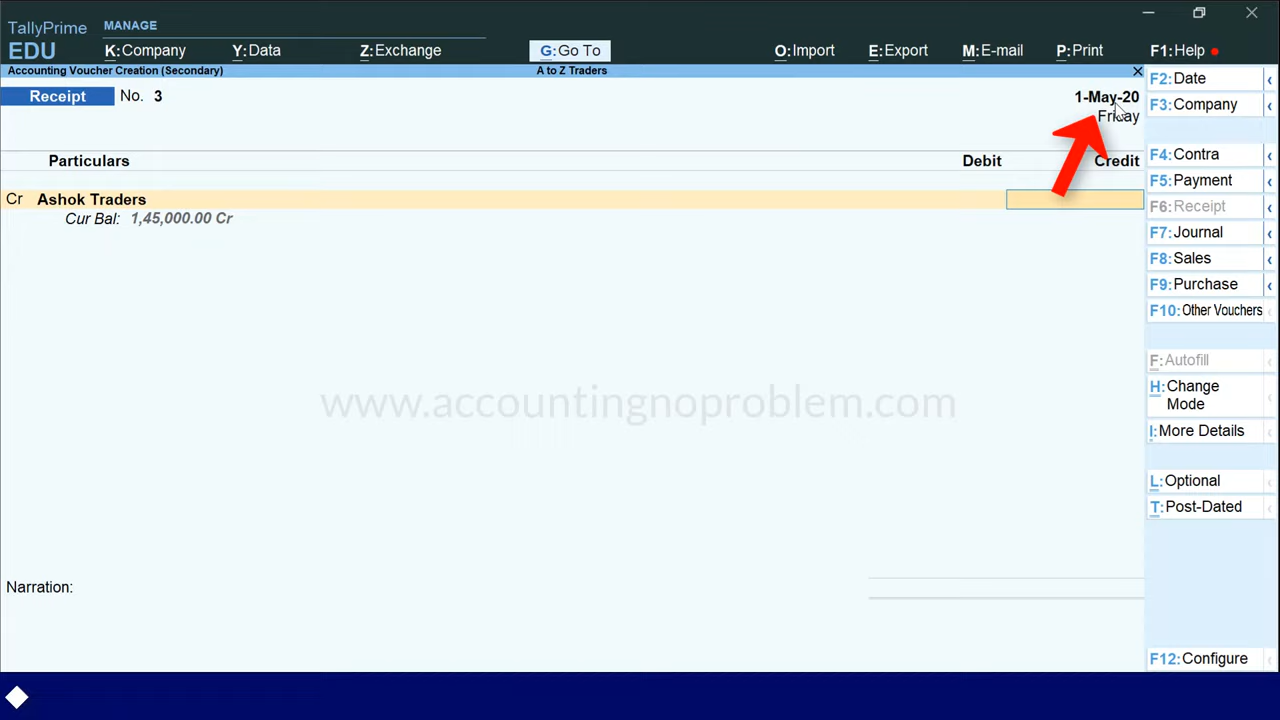 TallyPrime
MANAGE
EDU
K:Company
Y:Data
Z:Exchange
G:Go To
O:Import
E:Export
M:E-mail
P:Print
F1:Help
Accounting Voucher Creation (Secondary)
A to Z Traders
Receipt No. 3
1-May-20
Friday
Particulars
Debit
Credit
Cr Ashok Traders
Cur Bal: 1,45,000.00 Cr
www.accountingnoproblem.com
Narration:
F2:Date
F3:Company
F4:Contra
F5:Payment
F6:Receipt
F7:Journal
F8:Sales
F9:Purchase
F10:Other Vouchers
F:Autofill
H:Change
Mode
I:More Details
L:Optional
T:Post-Dated
F12:Configure